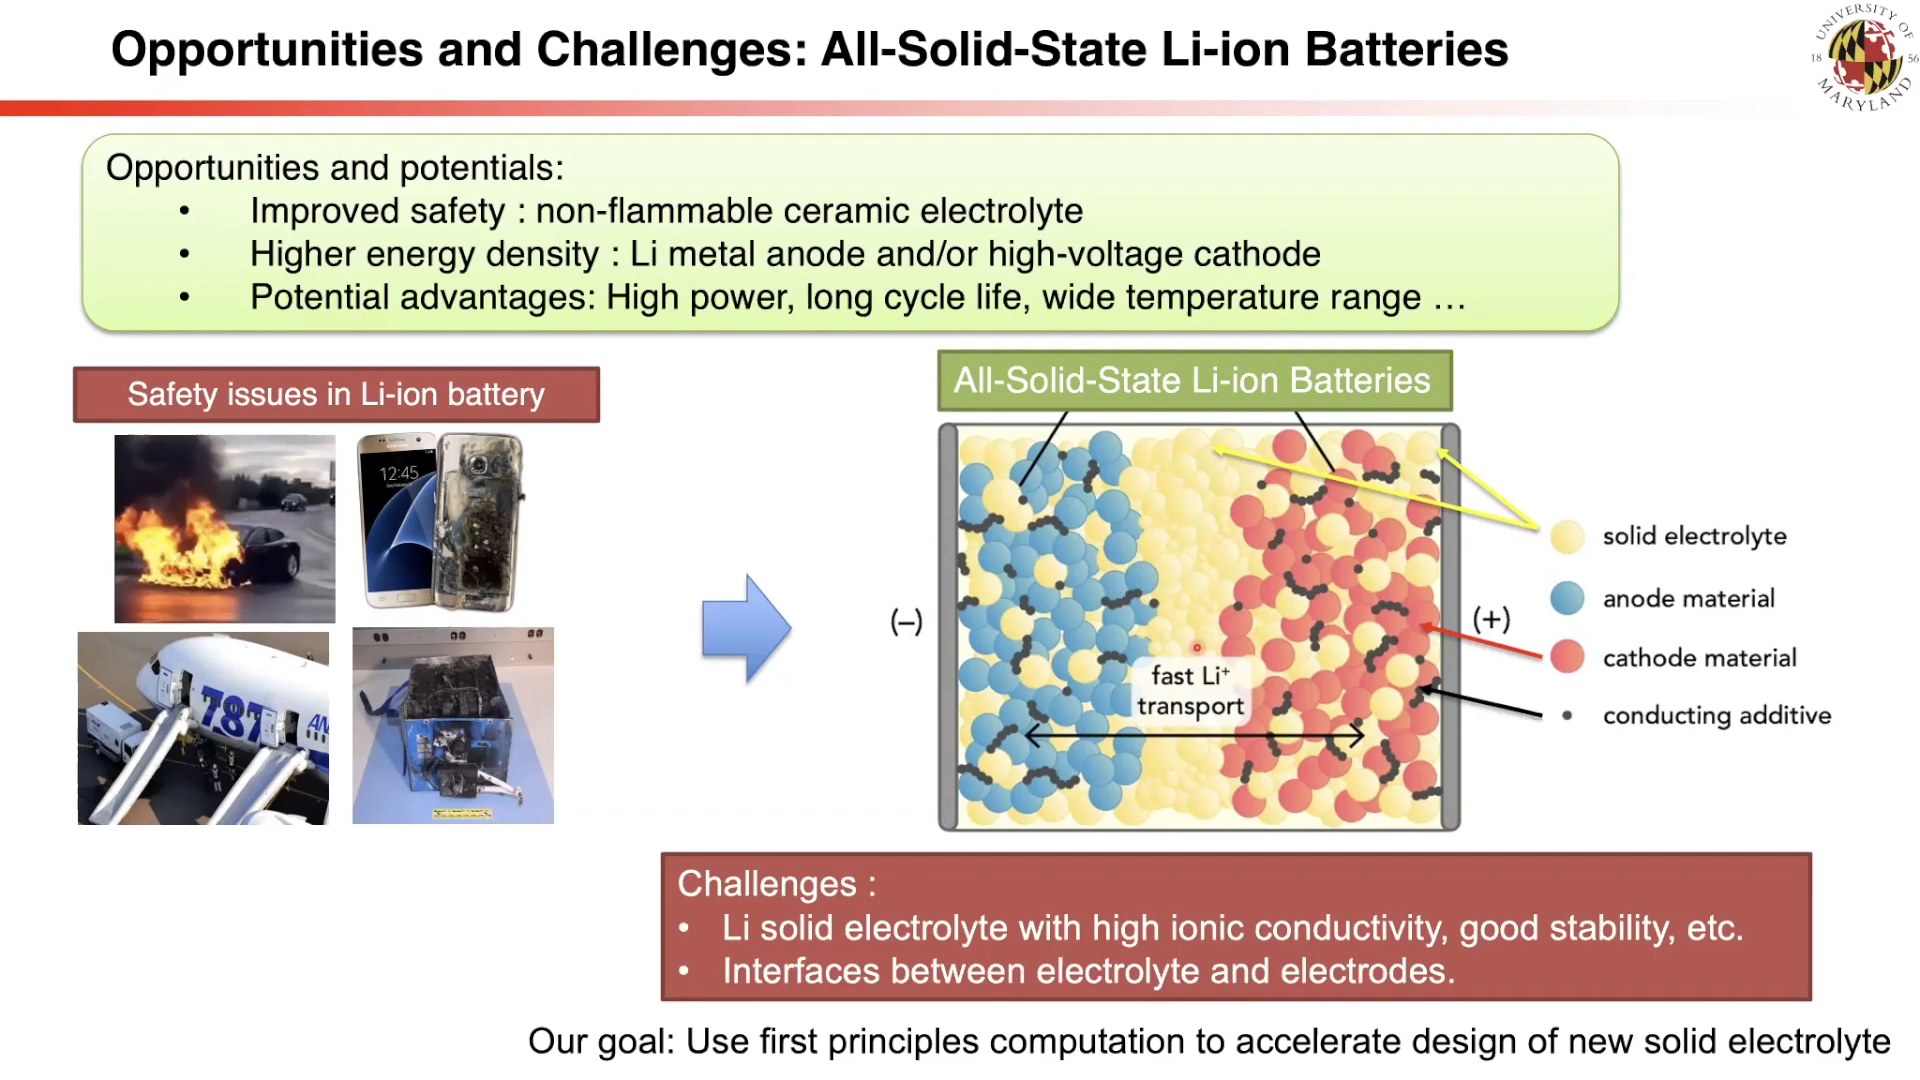 Opportunities and Challenges: All-Solid-State Li-ion Batteries
UNIVERSITY OF
18 56
MARYLAND
Opportunities and potentials:
• Improved safety : non-flammable ceramic electrolyte
• Higher energy density : Li metal anode and/or high-voltage cathode
• Potential advantages: High power, long cycle life, wide temperature range …
Safety issues in Li-ion battery
12:45
787
AN
All-Solid-State Li-ion Batteries
(–)
(+)
fast Li⁺
transport
solid electrolyte
anode material
cathode material
conducting additive
Challenges :
• Li solid electrolyte with high ionic conductivity, good stability, etc.
• Interfaces between electrolyte and electrodes.
Our goal: Use first principles computation to accelerate design of new solid electrolyte